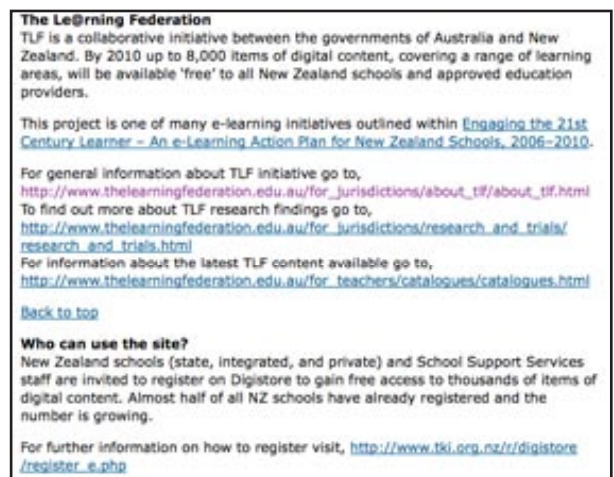 The Le@rning Federation
TLF is a collaborative initiative between the governments of Australia and New
Zealand. By 2010 up to 8,000 items of digital content, covering a range of learning
areas, will be available 'free' to all New Zealand schools and approved education
providers.
This project is one of many e-learning initiatives outlined within Engaging the 21st
Century Learner – An e-Learning Action Plan for New Zealand Schools, 2006–2010.
For general information about TLF initiative go to,
http://www.thelearningfederation.edu.au/for_jurisdictions/about_tlf/about_tlf.html
To find out more about TLF research findings go to,
http://www.thelearningfederation.edu.au/for_jurisdictions/research_and_trials/
research_and_trials.html
For information about the latest TLF content available go to,
http://www.thelearningfederation.edu.au/for_teachers/catalogues/catalogues.html
Back to top
Who can use the site?
New Zealand schools (state, integrated, and private) and School Support Services
staff are invited to register on Digistore to gain free access to thousands of items of
digital content. Almost half of all NZ schools have already registered and the
number is growing.
For further information on how to register visit, http://www.tki.org.nz/r/digistore
/register_e.php